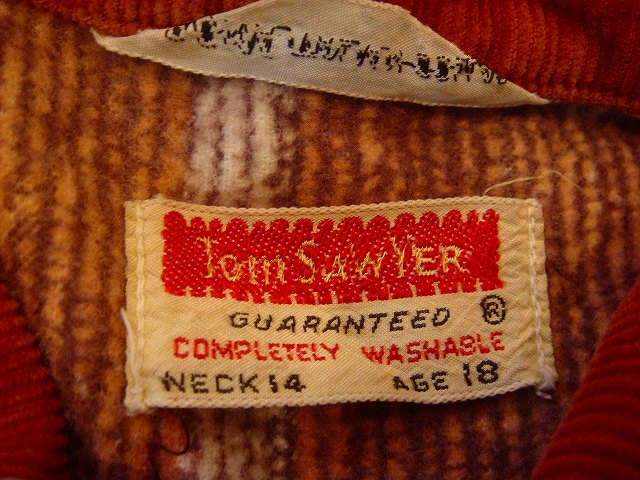 Tom SAWYER
GUARANTEED ®
COMPLETELY WASHABLE
NECK 14 AGE 18